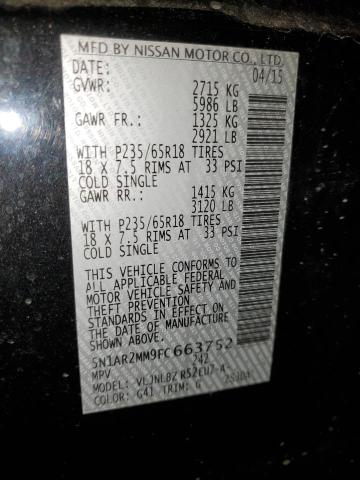 MFD BY NISSAN MOTOR CO., LTD.
DATE: 04/15
GVWR: 2715 KG
5986 LB
GAWR FR.: 1325 KG
2921 LB
WITH P235/65R18 TIRES
18 X 7.5 RIMS AT 33 PSI
COLD SINGLE
GAWR RR.: 1415 KG
3120 LB
WITH P235/65R18 TIRES
18 X 7.5 RIMS AT 33 PSI
COLD SINGLE
THIS VEHICLE CONFORMS TO
ALL APPLICABLE FEDERAL
MOTOR VEHICLE SAFETY AND
THEFT PREVENTION STANDARDS
IN EFFECT ON THE DATE OF
MANUFACTURE
SHOWN ABOVE.
5N1AR2MM9FC663752
MPV 242
MODEL:
COLOR: G41 TRIM: G